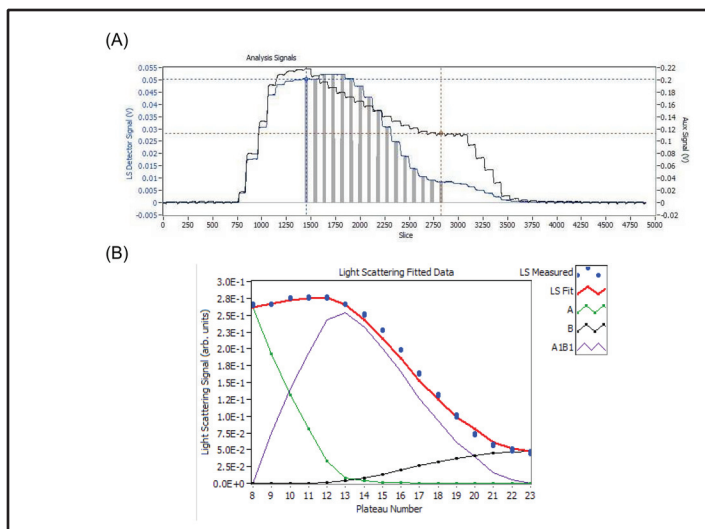 (A)
Analysis Signals
LS Detector Signal (V)
0.055
0.05
0.045
0.04
0.035
0.03
0.025
0.02
0.015
0.01
0.005
0
-0.005
0.22
0.2
0.18
0.16
0.14
0.12
0.1
0.08
0.06
0.04
0.02
0
-0.02
Aux Signal (V)
0 250 500 750 1000 1250 1500 1750 2000 2250 2500 2750 3000 3250 3500 3750 4000 4250 4500 4750 5000
Slice
(B)
Light Scattering Fitted Data
LS Measured
LS Fit
A
B
A1B1
Light Scattering Signal (arb. units)
3.0E-1
2.8E-1
2.5E-1
2.3E-1
2.0E-1
1.8E-1
1.5E-1
1.3E-1
1.0E-1
7.5E-2
5.0E-2
2.5E-2
0.0E+0
8 9 10 11 12 13 14 15 16 17 18 19 20 21 22 23
Plateau Number